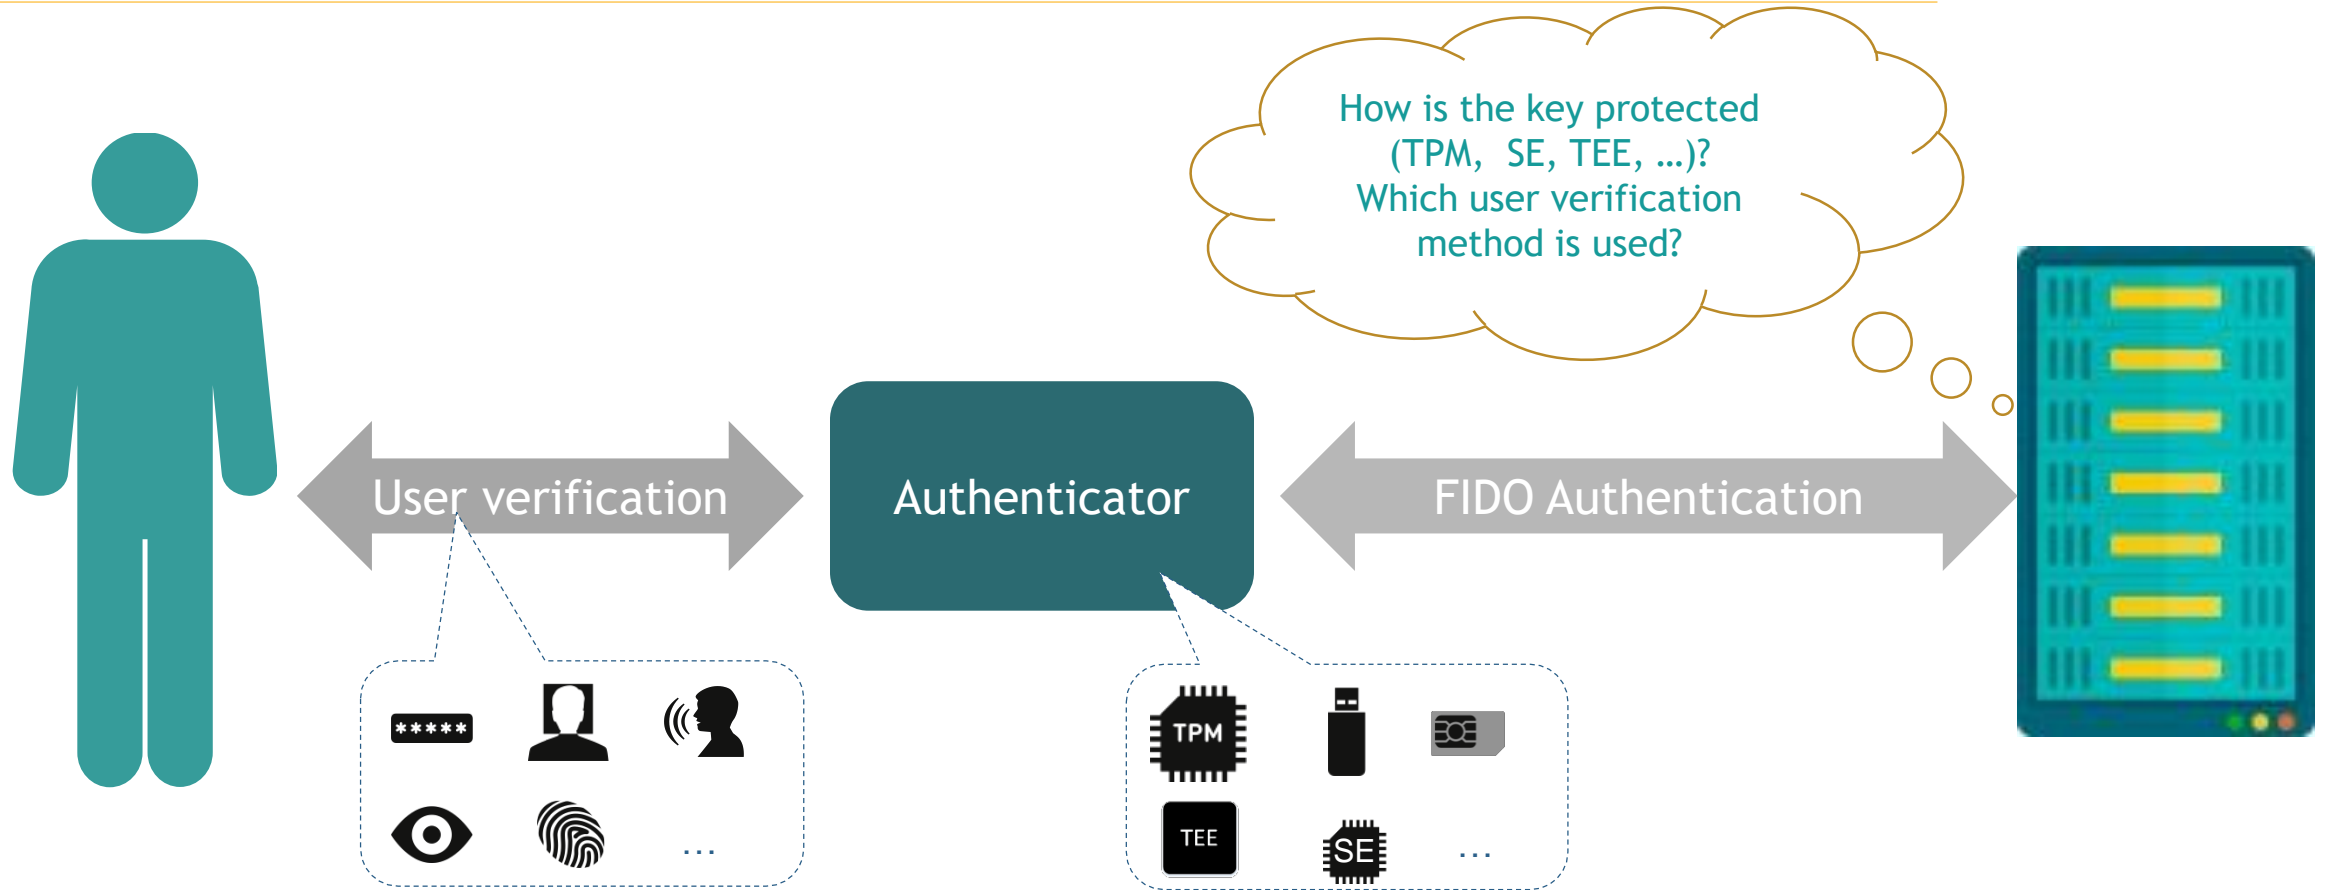 How is the key protected
(TPM, SE, TEE, …)?
Which user verification
method is used?
User verification
Authenticator
FIDO Authentication
*****
TPM
TEE
SE
…
…